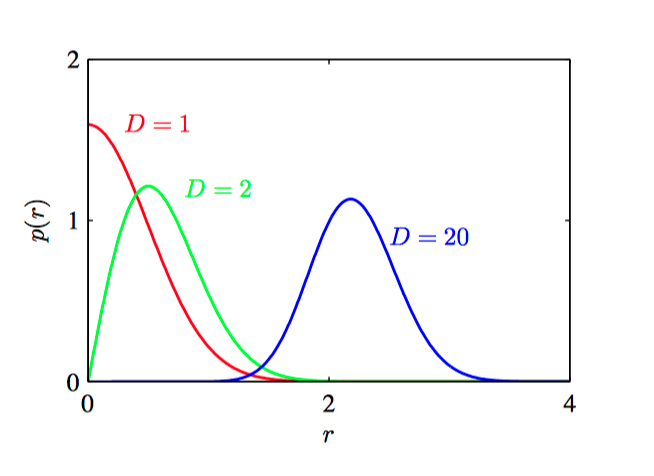 2
D = 1
D = 2
p(r)
1
D = 20
0
0 2 4
r